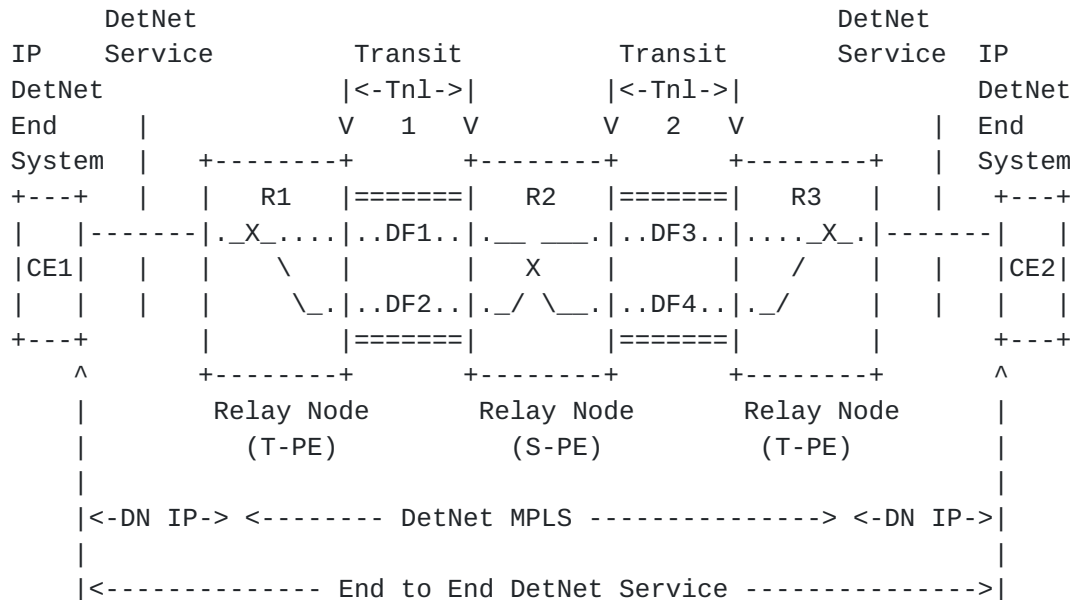 DetNet                                         DetNet
IP    Service         Transit          Transit       Service  IP
DetNet               |<-Tnl->|        |<-Tnl->|               DetNet
End     |            V   1   V        V   2   V            |  End
System  |   +--------+       +--------+       +--------+   |  System
+---+   |   |   R1   |=======|   R2   |=======|   R3   |   |   +---+
|   |-------|._X_....|..DF1..|.__ ___.|..DF3..|...._X_.|-------|   |
|CE1|   |   |    \   |       |   X    |       |   /    |   |   |CE2|
|   |   |   |     \_.|..DF2..|._/ \__.|..DF4..|._/     |   |   |   |
+---+       |        |=======|        |=======|        |       +---+
    ^       +--------+       +--------+       +--------+       ^
    |        Relay Node       Relay Node       Relay Node      |
    |          (T-PE)           (S-PE)          (T-PE)         |
    |                                                          |
    |<-DN IP-> <-------- DetNet MPLS ---------------> <-DN IP->|
    |                                                          |
    |<-------------- End to End DetNet Service --------------->|